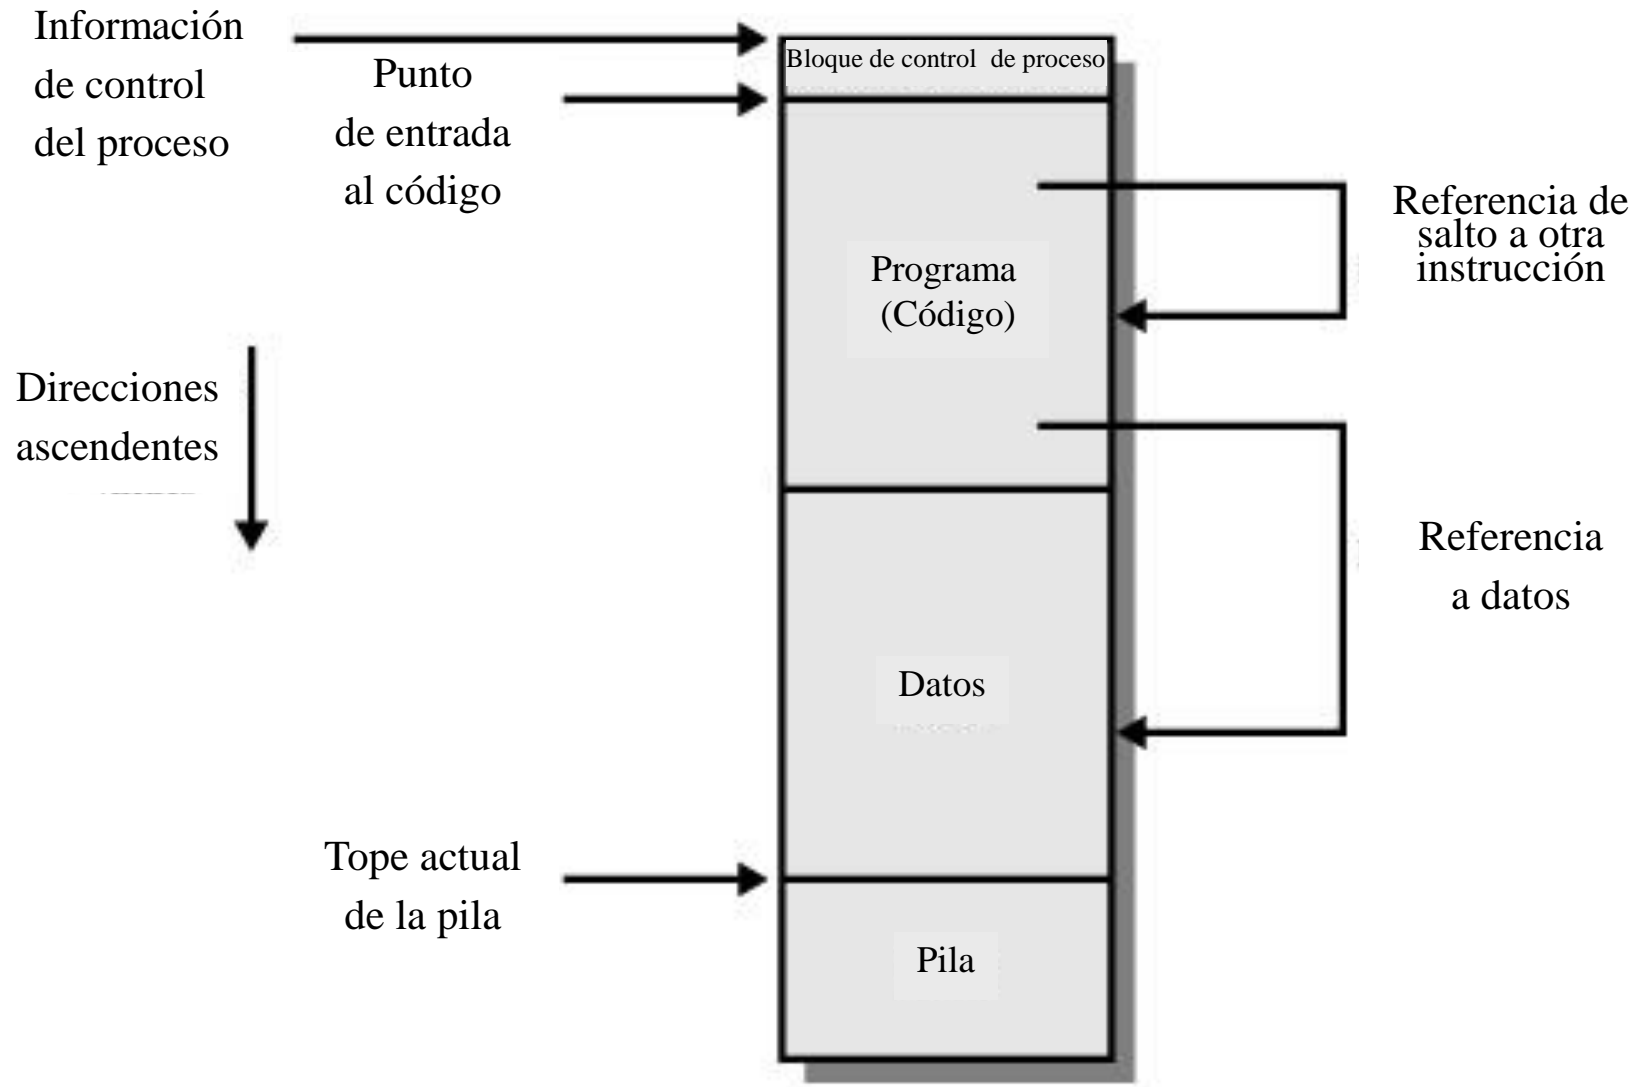 Información
de control
del proceso
Punto
de entrada
al código
Bloque de control de proceso
Programa
(Código)
Referencia de
salto a otra
instrucción
Direcciones
ascendentes
Referencia
a datos
Datos
Tope actual
de la pila
Pila